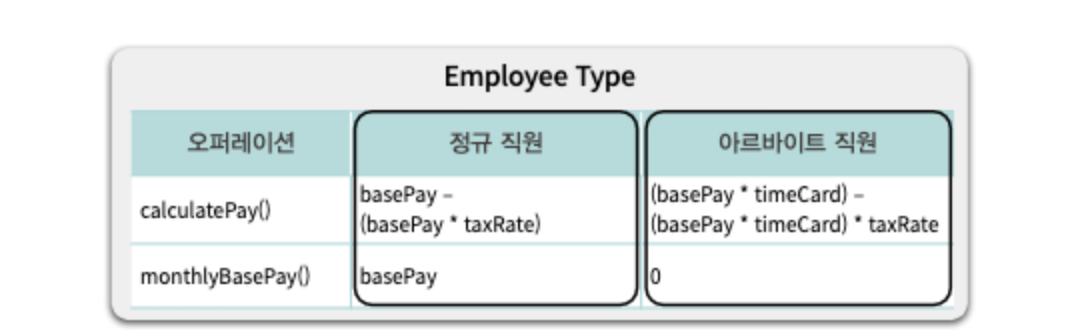 Employee Type
오퍼레이션
정규 직원
아르바이트 직원
calculatePay()
basePay –
(basePay * taxRate)
(basePay * timeCard) –
(basePay * timeCard) * taxRate
monthlyBasePay()
basePay
0